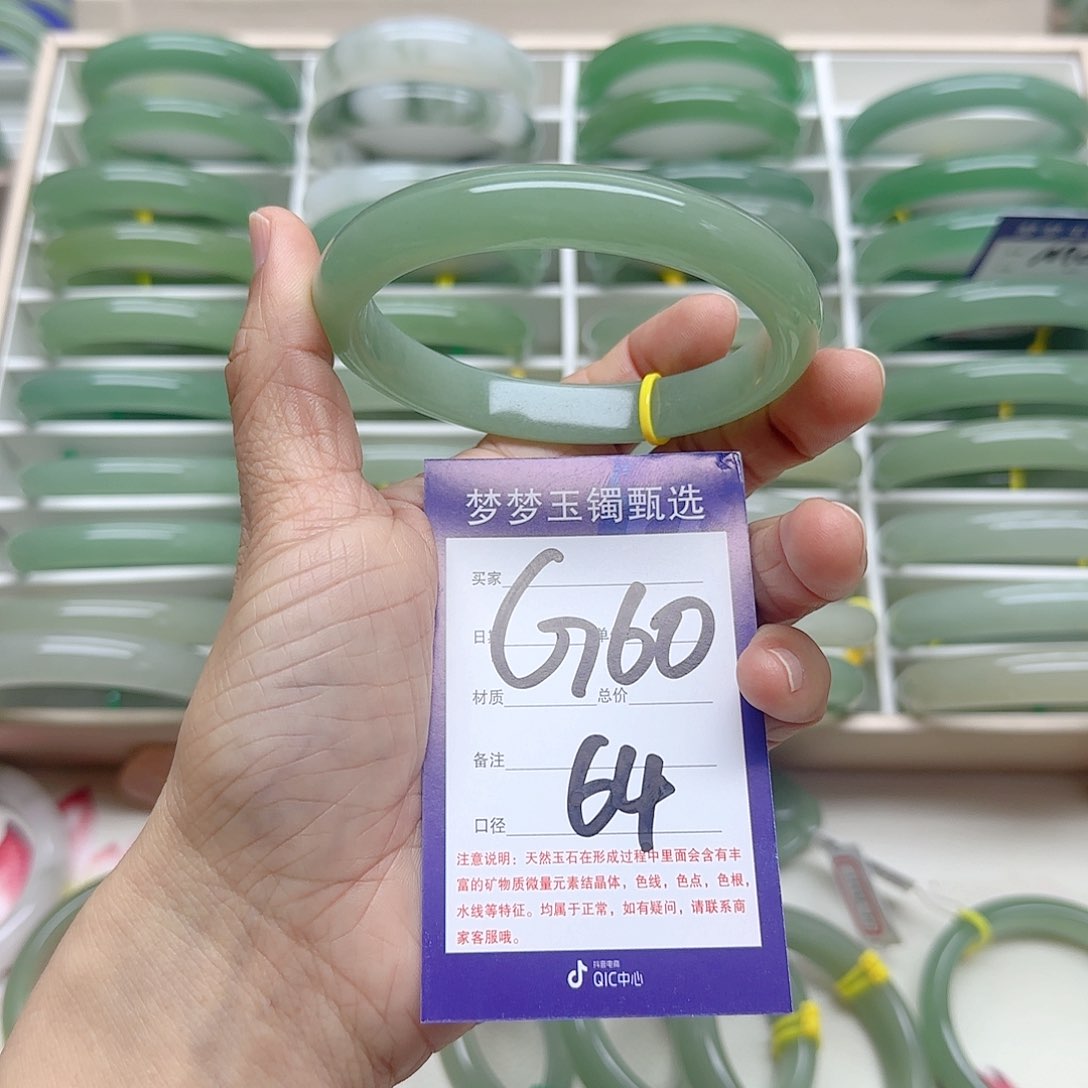 梦梦玉镯甄选
买家
G160
材质 总价
备注
64
口径
注意说明：天然玉石在形成过程中里面会含有丰
富的矿物质微量元素结晶体，色线，色点，色根，
水线等特征。均属于正常，如有疑问，请联系商
家客服哦。
抖音电商
QIC中心